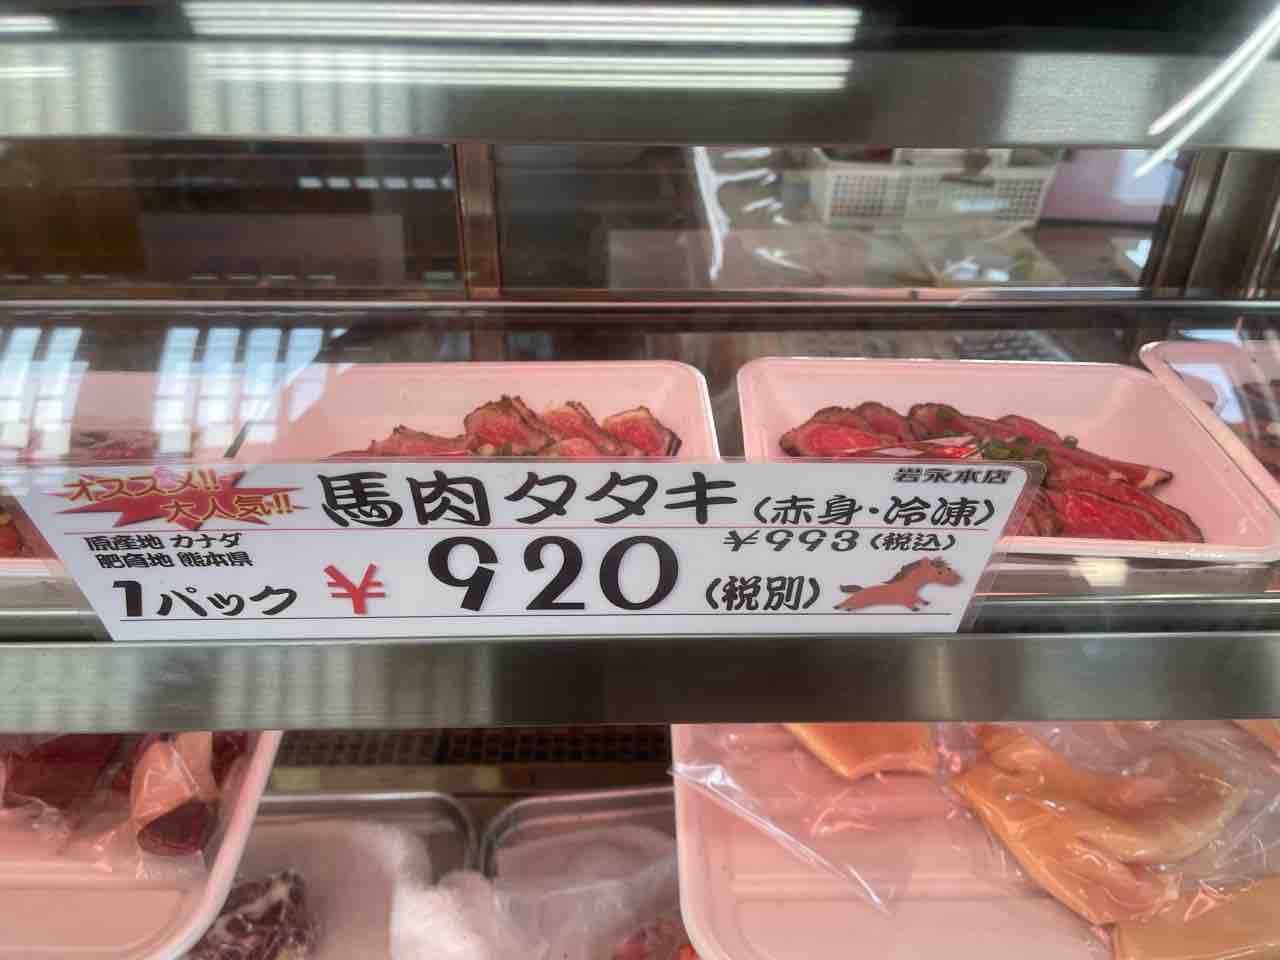 オススメ!!
大人気!!
馬肉タタキ(赤身・冷凍)
岩永本店
原産地 カナダ
肥育地 熊本県
¥993(税込)
1パック ¥920(税別)